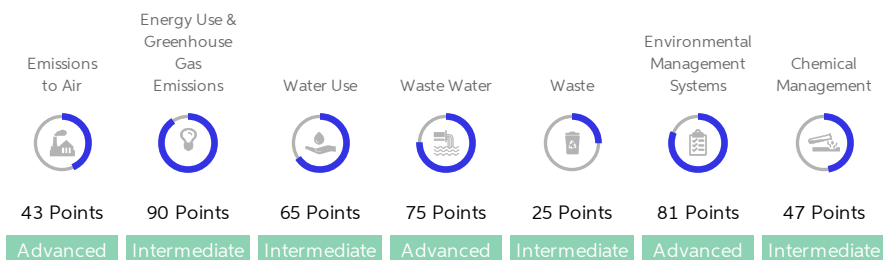 Emissions
to Air
43 Points
Advanced
Energy Use &
Greenhouse
Gas
Emissions
90 Points
Intermediate
Water Use
65 Points
Intermediate
Waste Water
75 Points
Advanced
Waste
25 Points
Intermediate
Environmental
Management
Systems
81 Points
Advanced
Chemical
Management
47 Points
Intermediate